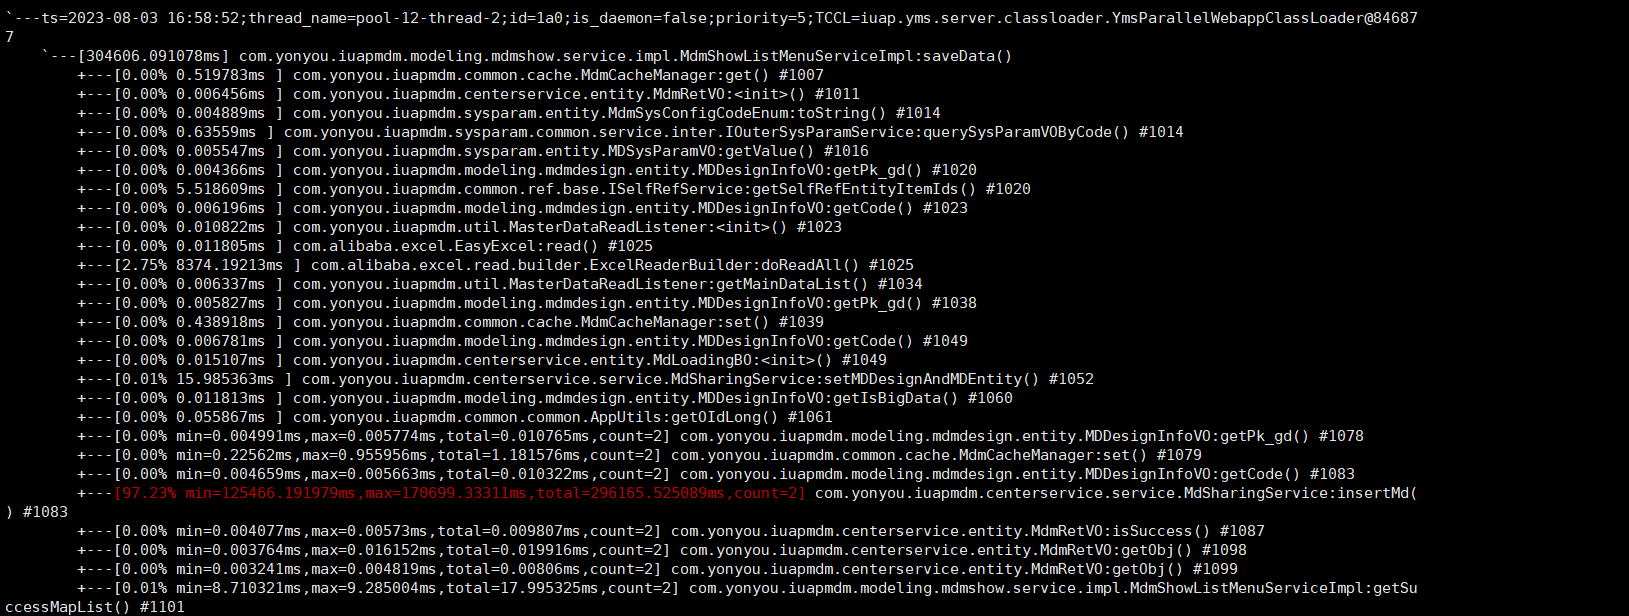 `---ts=2023-08-03 16:58:52;thread_name=pool-12-thread-2;id=1a0;is_daemon=false;priority=5;TCCL=iuap.yms.server.classloader.YmsParallelWebappClassLoader@84687
7
`---[304606.091078ms] com.yonyou.iuapmdm.modeling.mdmshow.service.impl.MdmShowListMenuServiceImpl:saveData()
+---[0.00% 0.519783ms ] com.yonyou.iuapmdm.common.cache.MdmCacheManager:get() #1007
+---[0.00% 0.006456ms ] com.yonyou.iuapmdm.centerservice.entity.MdmRetVO:<init>() #1011
+---[0.00% 0.004889ms ] com.yonyou.iuapmdm.sysparam.entity.MdmSysConfigCodeEnum:toString() #1014
+---[0.00% 0.63559ms ] com.yonyou.iuapmdm.sysparam.common.service.inter.IOuterSysParamService:querySysParamVOByCode() #1014
+---[0.00% 0.005547ms ] com.yonyou.iuapmdm.sysparam.entity.MDSysParamVO:getValue() #1016
+---[0.00% 0.004366ms ] com.yonyou.iuapmdm.modeling.mdmdesign.entity.MDDesignInfoVO:getPk_gd() #1020
+---[0.00% 5.518609ms ] com.yonyou.iuapmdm.common.ref.base.ISelfRefService:getSelfRefEntityItemIds() #1020
+---[0.00% 0.006196ms ] com.yonyou.iuapmdm.modeling.mdmdesign.entity.MDDesignInfoVO:getCode() #1023
+---[0.00% 0.010822ms ] com.yonyou.iuapmdm.util.MasterDataReadListener:<init>() #1023
+---[0.00% 0.011805ms ] com.alibaba.excel.EasyExcel:read() #1025
+---[2.75% 8374.19213ms ] com.alibaba.excel.read.builder.ExcelReaderBuilder:doReadAll() #1025
+---[0.00% 0.006337ms ] com.yonyou.iuapmdm.util.MasterDataReadListener:getMainDataList() #1034
+---[0.00% 0.005827ms ] com.yonyou.iuapmdm.modeling.mdmdesign.entity.MDDesignInfoVO:getPk_gd() #1038
+---[0.00% 0.438918ms ] com.yonyou.iuapmdm.common.cache.MdmCacheManager:set() #1039
+---[0.00% 0.006781ms ] com.yonyou.iuapmdm.modeling.mdmdesign.entity.MDDesignInfoVO:getCode() #1049
+---[0.00% 0.015107ms ] com.yonyou.iuapmdm.centerservice.entity.MdLoadingBO:<init>() #1049
+---[0.01% 15.985363ms ] com.yonyou.iuapmdm.centerservice.service.MdSharingService:setMDDesignAndMDEntity() #1052
+---[0.00% 0.011813ms ] com.yonyou.iuapmdm.modeling.mdmdesign.entity.MDDesignInfoVO:getIsBigData() #1060
+---[0.00% 0.055867ms ] com.yonyou.iuapmdm.common.common.AppUtils:getOIdLong() #1061
+---[0.00% min=0.004991ms,max=0.005774ms,total=0.010765ms,count=2] com.yonyou.iuapmdm.modeling.mdmdesign.entity.MDDesignInfoVO:getPk_gd() #1078
+---[0.00% min=0.22562ms,max=0.955956ms,total=1.181576ms,count=2] com.yonyou.iuapmdm.common.cache.MdmCacheManager:set() #1079
+---[0.00% min=0.004659ms,max=0.005663ms,total=0.010322ms,count=2] com.yonyou.iuapmdm.modeling.mdmdesign.entity.MDDesignInfoVO:getCode() #1083
+---[97.23% min=125466.191979ms,max=170699.33311ms,total=296165.525089ms,count=2] com.yonyou.iuapmdm.centerservice.service.MdSharingService:insertMd(
) #1083
+---[0.00% min=0.004077ms,max=0.00573ms,total=0.009807ms,count=2] com.yonyou.iuapmdm.centerservice.entity.MdmRetVO:isSuccess() #1087
+---[0.00% min=0.003764ms,max=0.016152ms,total=0.019916ms,count=2] com.yonyou.iuapmdm.centerservice.entity.MdmRetVO:getObj() #1098
+---[0.00% min=0.003241ms,max=0.004819ms,total=0.00806ms,count=2] com.yonyou.iuapmdm.centerservice.entity.MdmRetVO:getObj() #1099
+---[0.01% min=8.710321ms,max=9.285004ms,total=17.995325ms,count=2] com.yonyou.iuapmdm.modeling.mdmshow.service.impl.MdmShowListMenuServiceImpl:getSu
ccessMapList() #1101